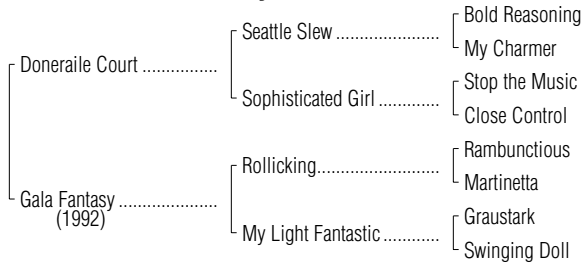 Bold Reasoning
Seattle Slew ..................
My Charmer
Doneraile Court ................
Stop the Music
Sophisticated Girl .............
Close Control
Rambunctious
Rollicking.......................
Martinetta
Gala Fantasy .....................
(1992)
Graustark
My Light Fantastic ............
Swinging Doll